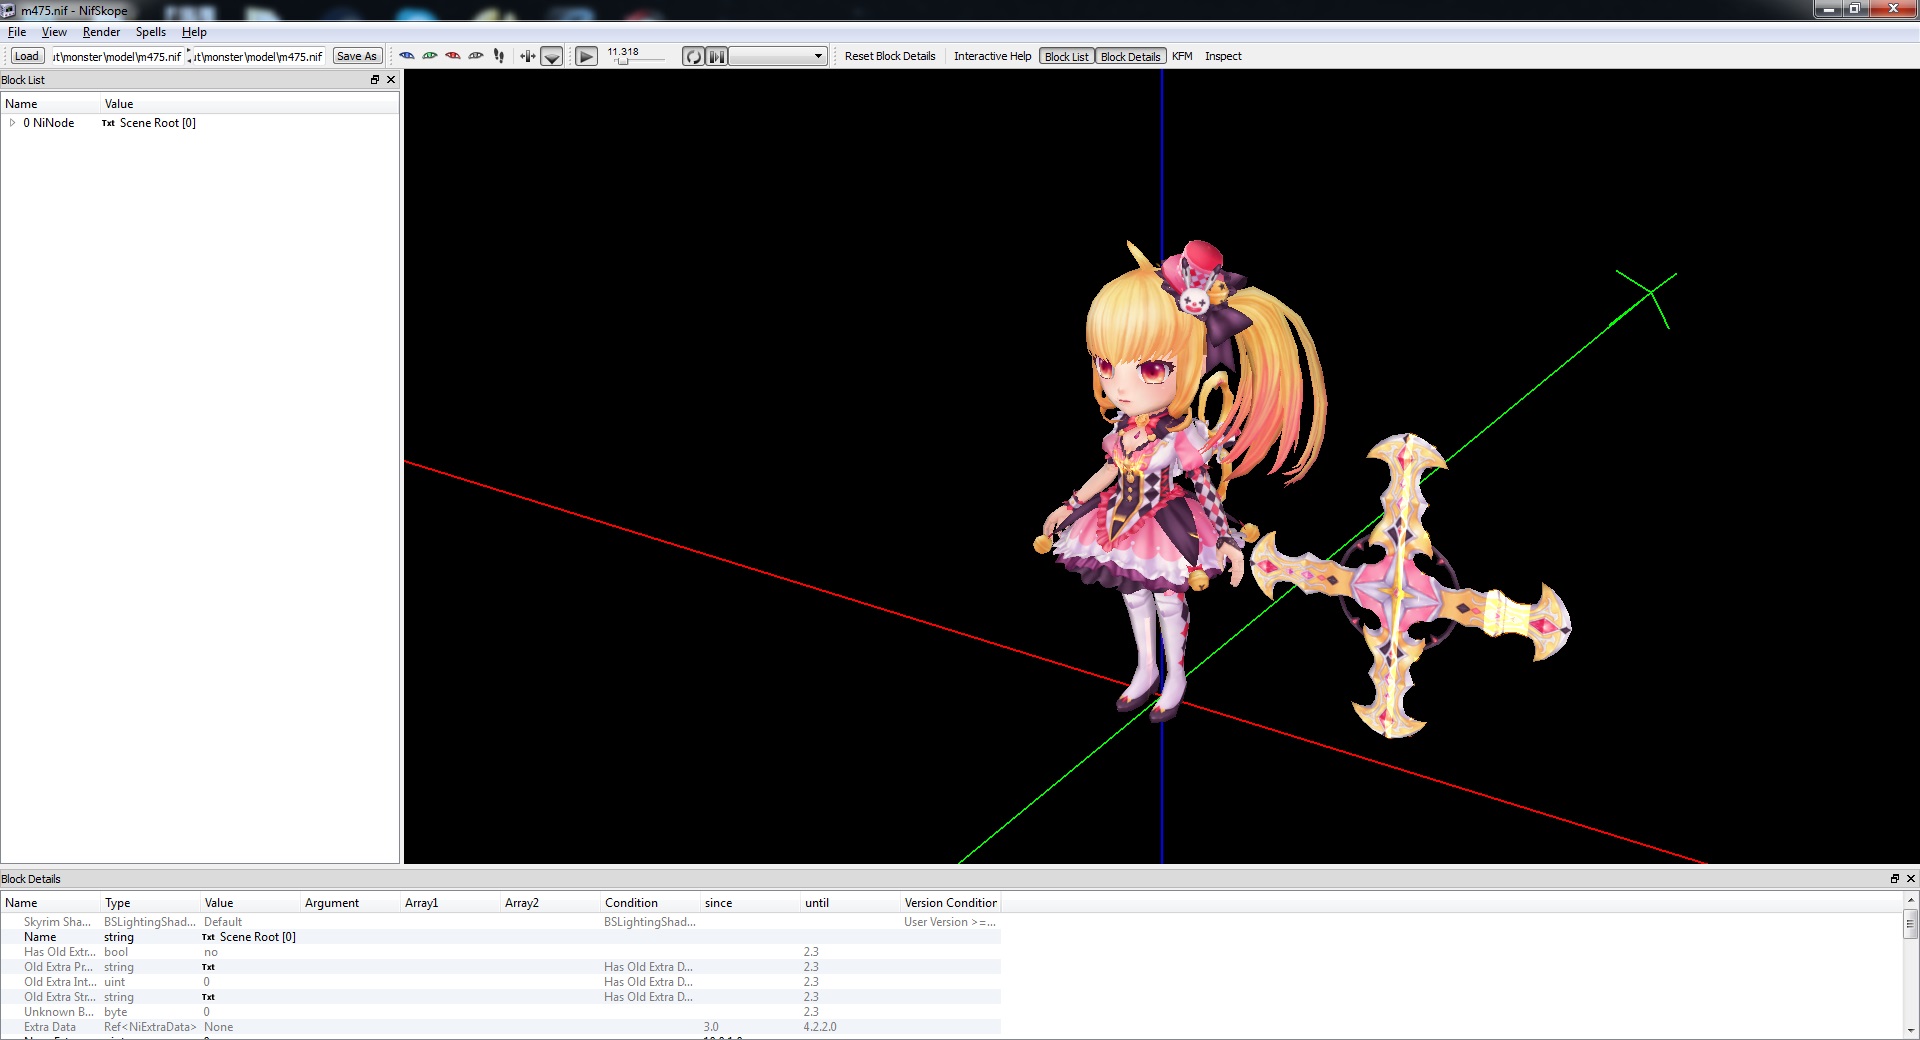 m475.nif - NifSkope
File View Render Spells Help
Load ut\monster\model\m475.nif ut\monster\model\m475.nif Save As 11.318 Reset Block Details Interactive Help Block List Block Details KFM Inspect
Block List
Name Value
0 NiNode Txt Scene Root [0]
Block Details
Name Type Value Argument Array1 Array2 Condition since until Version Condition
Skyrim Sha... BSLightingShad... Default BSLightingShad... User Version >=...
Name string Txt Scene Root [0]
Has Old Extr... bool no 2.3
Old Extra Pr... string Txt Has Old Extra D... 2.3
Old Extra Int... uint 0 Has Old Extra D... 2.3
Old Extra Str... string Txt Has Old Extra D... 2.3
Unknown B... byte 0 2.3
Extra Data Ref<NiExtraData> None 3.0 4.2.2.0